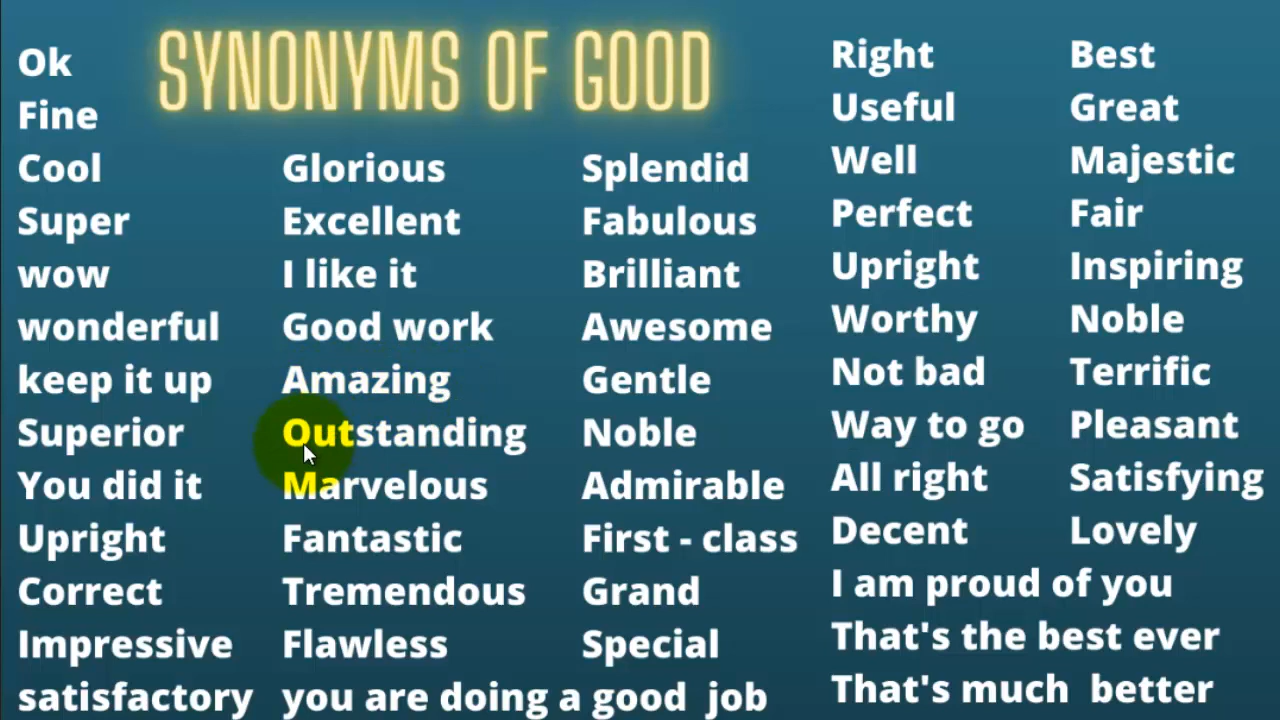 SYNONYMS OF GOOD
Ok
Fine
Cool
Super
wow
wonderful
keep it up
Superior
You did it
Upright
Correct
Impressive
satisfactory
Glorious
Excellent
I like it
Good work
Amazing
Outstanding
Marvelous
Fantastic
Tremendous
Flawless
you are doing a good job
Splendid
Fabulous
Brilliant
Awesome
Gentle
Noble
Admirable
First - class
Grand
Special
Right
Useful
Well
Perfect
Upright
Worthy
Not bad
Way to go
All right
Decent
I am proud of you
That's the best ever
That's much better
Best
Great
Majestic
Fair
Inspiring
Noble
Terrific
Pleasant
Satisfying
Lovely